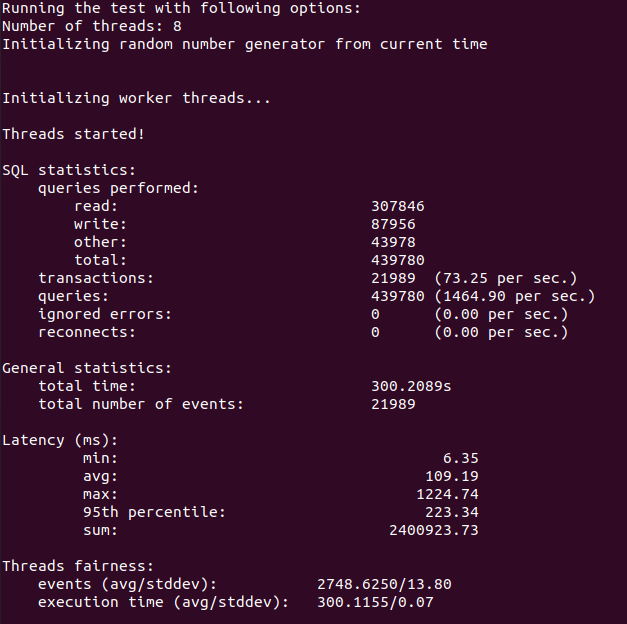 Running the test with following options:
Number of threads: 8
Initializing random number generator from current time
Initializing worker threads...
Threads started!
SQL statistics:
queries performed:
read: 307846
write: 87956
other: 43978
total: 439780
transactions: 21989 (73.25 per sec.)
queries: 439780 (1464.90 per sec.)
ignored errors: 0 (0.00 per sec.)
reconnects: 0 (0.00 per sec.)
General statistics:
total time: 300.2089s
total number of events: 21989
Latency (ms):
min: 6.35
avg: 109.19
max: 1224.74
95th percentile: 223.34
sum: 2400923.73
Threads fairness:
events (avg/stddev): 2748.6250/13.80
execution time (avg/stddev): 300.1155/0.07